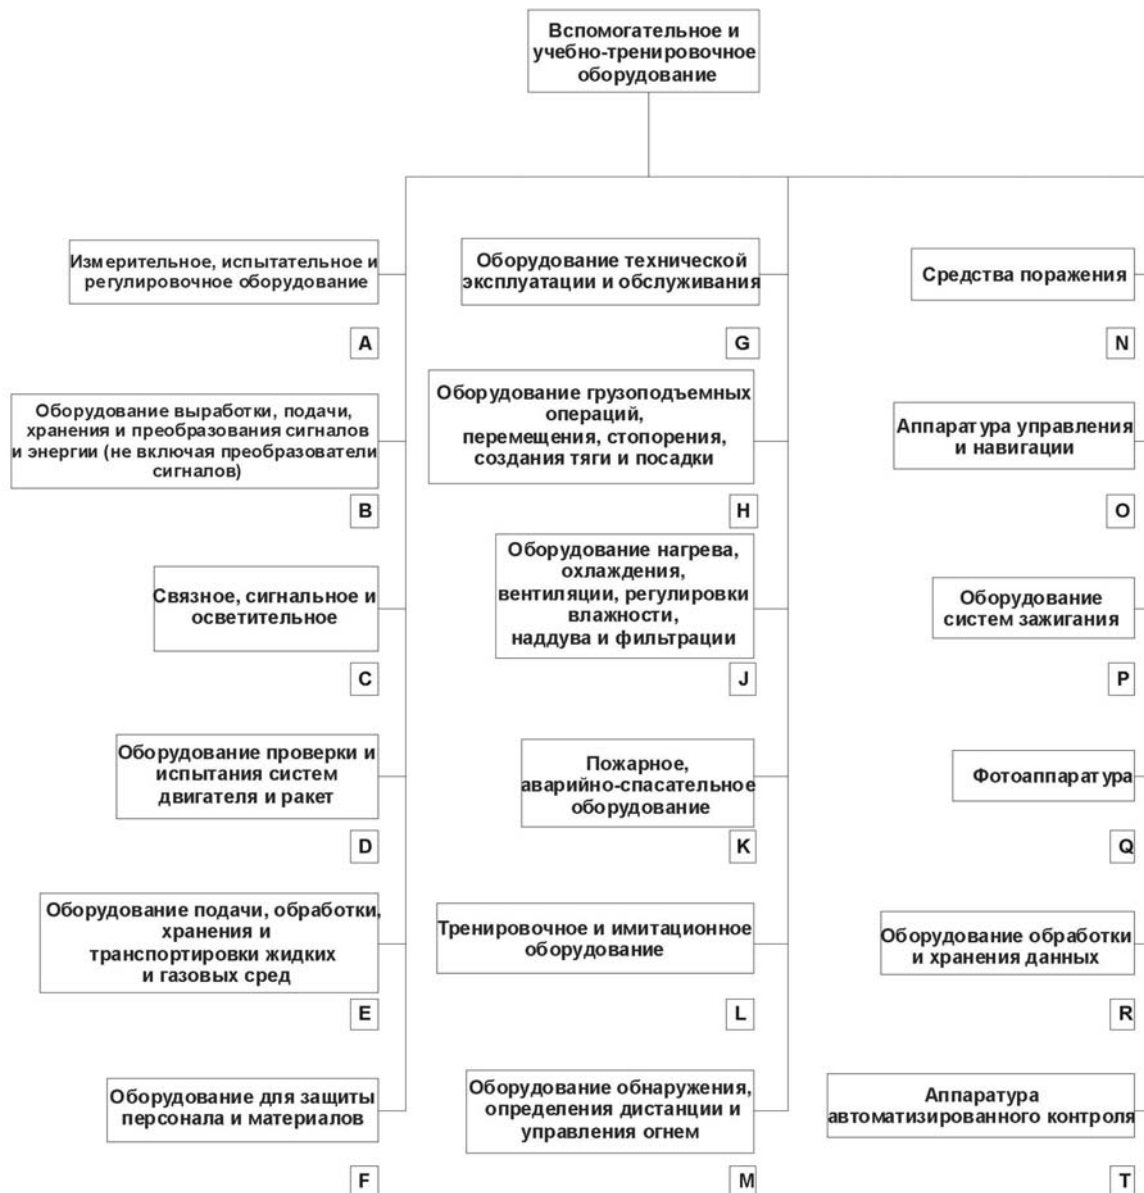 Вспомогательное и
учебно-тренировочное
оборудование
Измерительное, испытательное и
регулировочное оборудование
A
Оборудование выработки, подачи,
хранения и преобразования сигналов
и энергии (не включая преобразователи
сигналов)
B
Связное, сигнальное и
осветительное
C
Оборудование проверки и
испытания систем
двигателя и ракет
D
Оборудование подачи, обработки,
хранения и
транспортировки жидких
и газовых сред
E
Оборудование для защиты
персонала и материалов
F
Оборудование технической
эксплуатации и обслуживания
G
Оборудование грузоподъемных
операций,
перемещения, стопорения,
создания тяги и посадки
H
Оборудование нагрева,
охлаждения,
вентиляции, регулировки
влажности,
наддува и фильтрации
J
Пожарное,
аварийно-спасательное
оборудование
K
Тренировочное и имитационное
оборудование
L
Оборудование обнаружения,
определения дистанции и
управления огнем
M
Средства поражения
N
Аппаратура управления
и навигации
O
Оборудование
систем зажигания
P
Фотоаппаратура
Q
Оборудование обработки
и хранения данных
R
Аппаратура
автоматизированного контроля
T